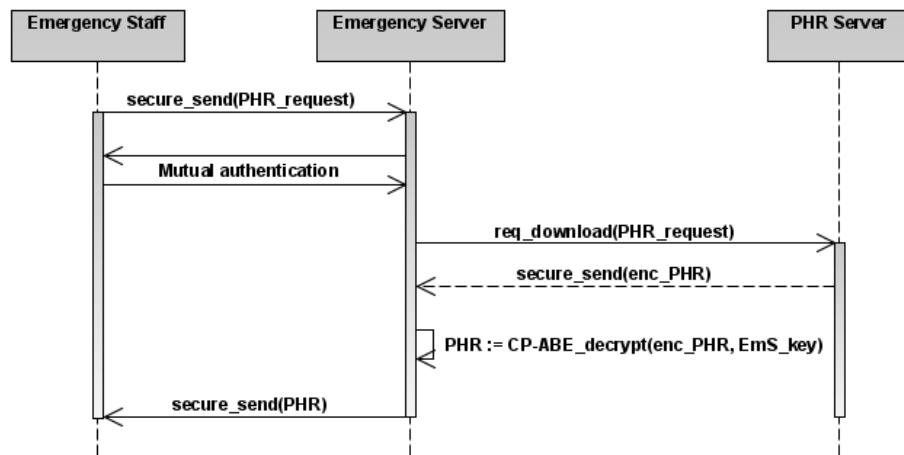 Emergency Staff
Emergency Server
PHR Server
secure_send(PHR_request)
Mutual authentication
req_download(PHR_request)
secure_send(enc_PHR)
PHR := CP-ABE_decrypt(enc_PHR, EmS_key)
secure_send(PHR)